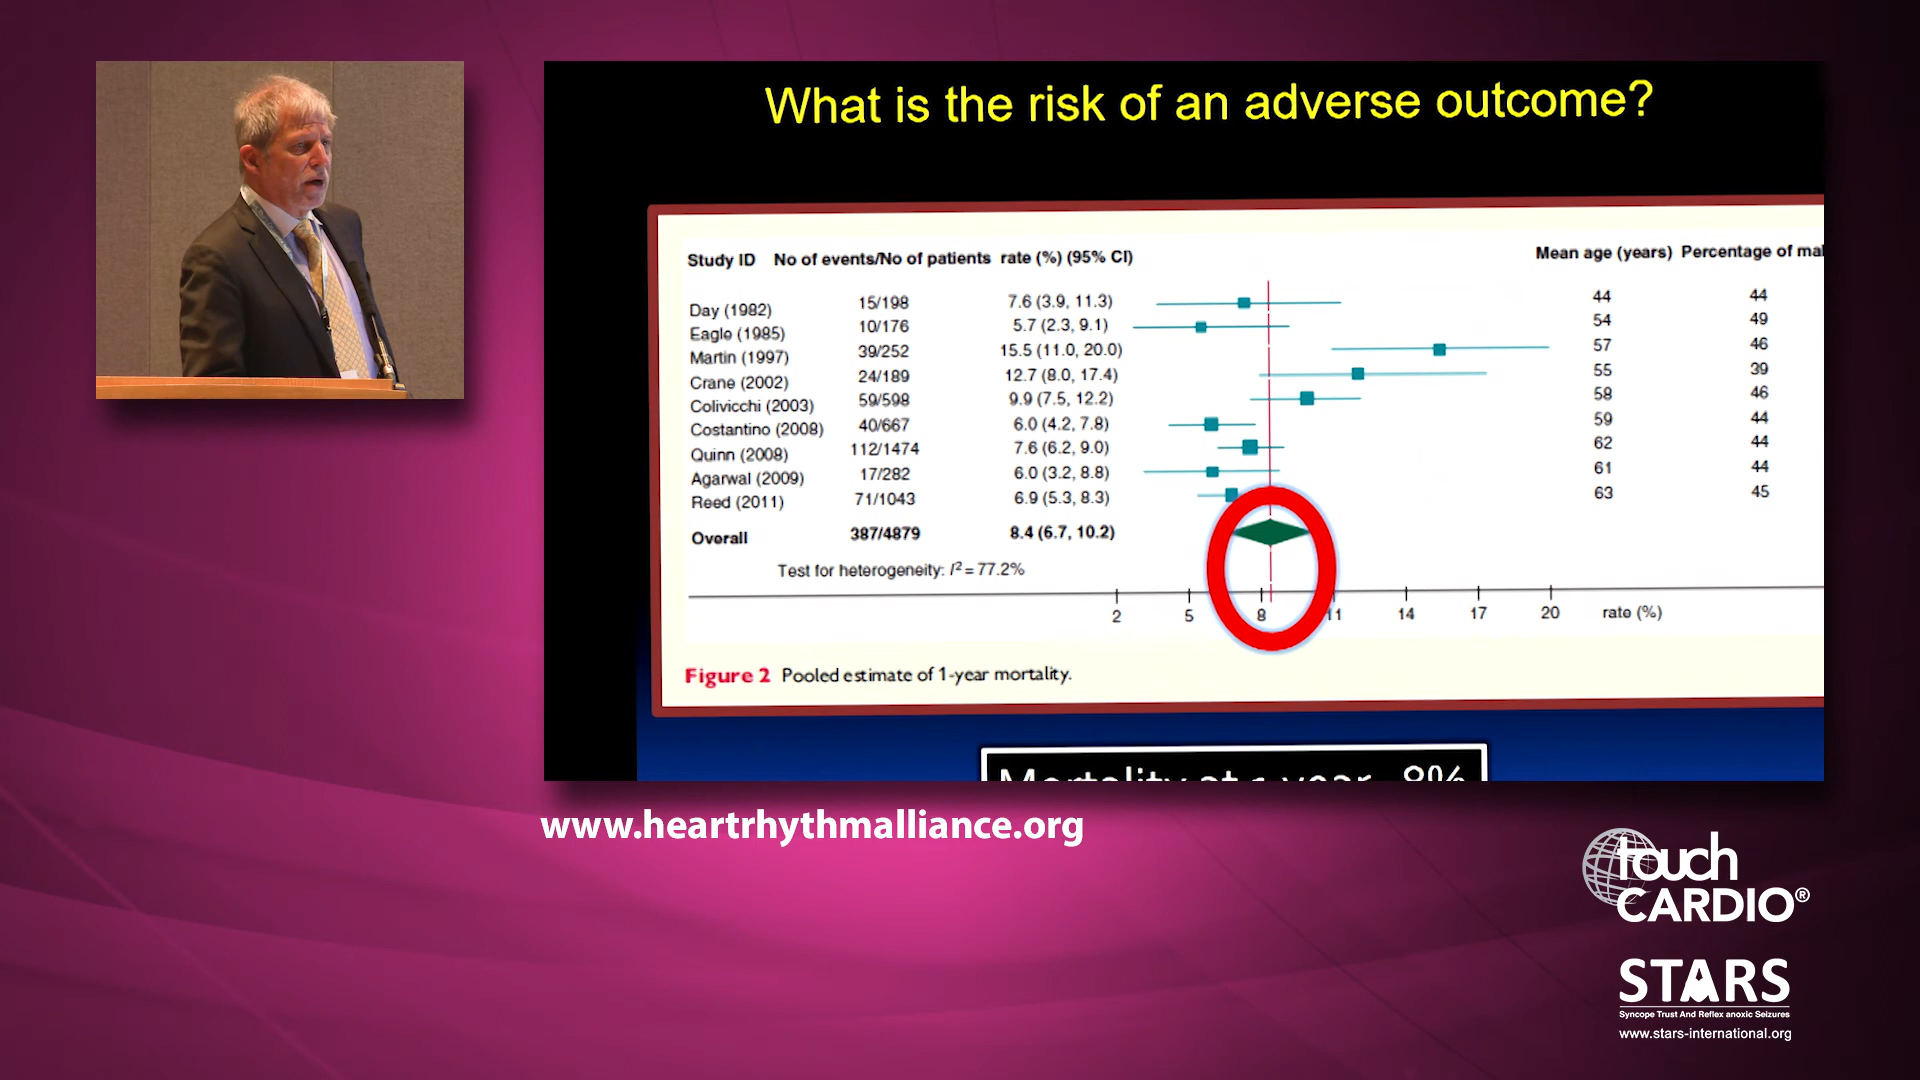 What is the risk of an adverse outcome?
Study ID No of events/No of patients rate (%) (95% CI) Mean age (years) Percentage of mal
Day (1982) 15/198 7.6 (3.9, 11.3) 44 44
Eagle (1985) 10/176 5.7 (2.3, 9.1) 54 49
Martin (1997) 39/252 15.5 (11.0, 20.0) 57 46
Crane (2002) 24/189 12.7 (8.0, 17.4) 55 39
Colivicchi (2003) 59/598 9.9 (7.5, 12.2) 58 46
Costantino (2008) 40/667 6.0 (4.2, 7.8) 59 44
Quinn (2008) 112/1474 7.6 (6.2, 9.0) 62 44
Agarwal (2009) 17/282 6.0 (3.2, 8.8) 61 44
Reed (2011) 71/1043 6.9 (5.3, 8.3) 63 45
Overall 387/4879 8.4 (6.7, 10.2)
Test for heterogeneity: I² = 77.2%
2 5 8 11 14 17 20 rate (%)
Figure 2 Pooled estimate of 1-year mortality.
Mortality at 1 year 8%
www.heartrhythmalliance.org
touch
CARDIO®
STARS
Syncope Trust And Reflex anoxic Seizures
www.stars-international.org